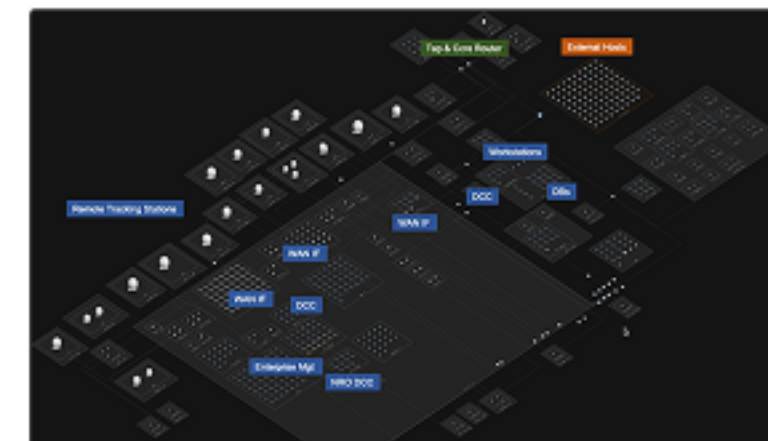 Tap & Core Router
External Hosts
Workstations
DCC
DBs
Remote Tracking Stations
WAN IF
WAN IF
WAN IF
DCC
Enterprise Mgt
NRO DCC